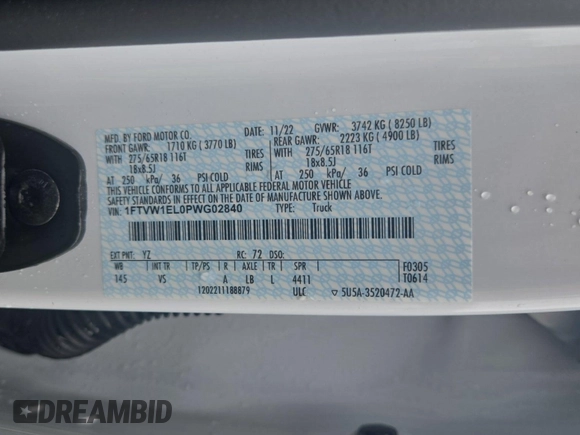 MFD. BY FORD MOTOR CO. DATE: 11/22 GVWR: 3742 KG ( 8250 LB)
FRONT GAWR: 1710 KG ( 3770 LB) REAR GAWR: 2223 KG ( 4900 LB)
WITH 275/65R18 116T TIRES WITH 275/65R18 116T TIRES
18x8.5J RIMS 18x8.5J RIMS
AT 250 kPa/ 36 PSI COLD AT 250 kPa/ 36 PSI COLD
THIS VEHICLE CONFORMS TO ALL APPLICABLE FEDERAL MOTOR VEHICLE
SAFETY STANDARDS IN EFFECT ON THE DATE OF MANUFACTURE SHOWN ABOVE.
VIN: 1FTVW1EL0PWG02840 TYPE: Truck
EXT PNT: YZ RC: 72 DSO:
WB INT TR TP/PS R AXLE TR SPR F0305
145 VS A LB L 4411 T0614
1202211188879 ULC ▽ 5U5A-3520472-AA
DREAMBID